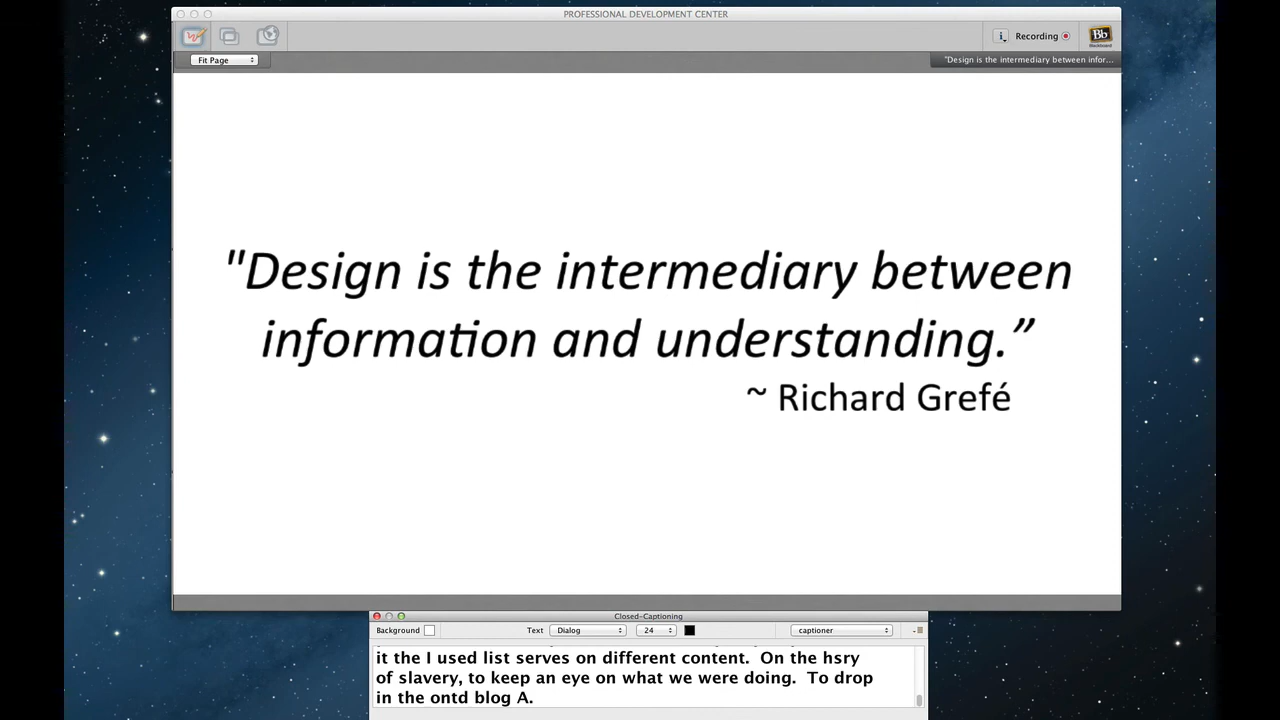 PROFESSIONAL DEVELOPMENT CENTER
Recording
Bb
Blackboard
Fit Page
"Design is the intermediary between infor...
"Design is the intermediary between
information and understanding.”
~ Richard Grefé
Closed-Captioning
Background
Text
Dialog
24
captioner
it the I used list serves on different content. On the hsry
of slavery, to keep an eye on what we were doing. To drop
in the ontd blog A.